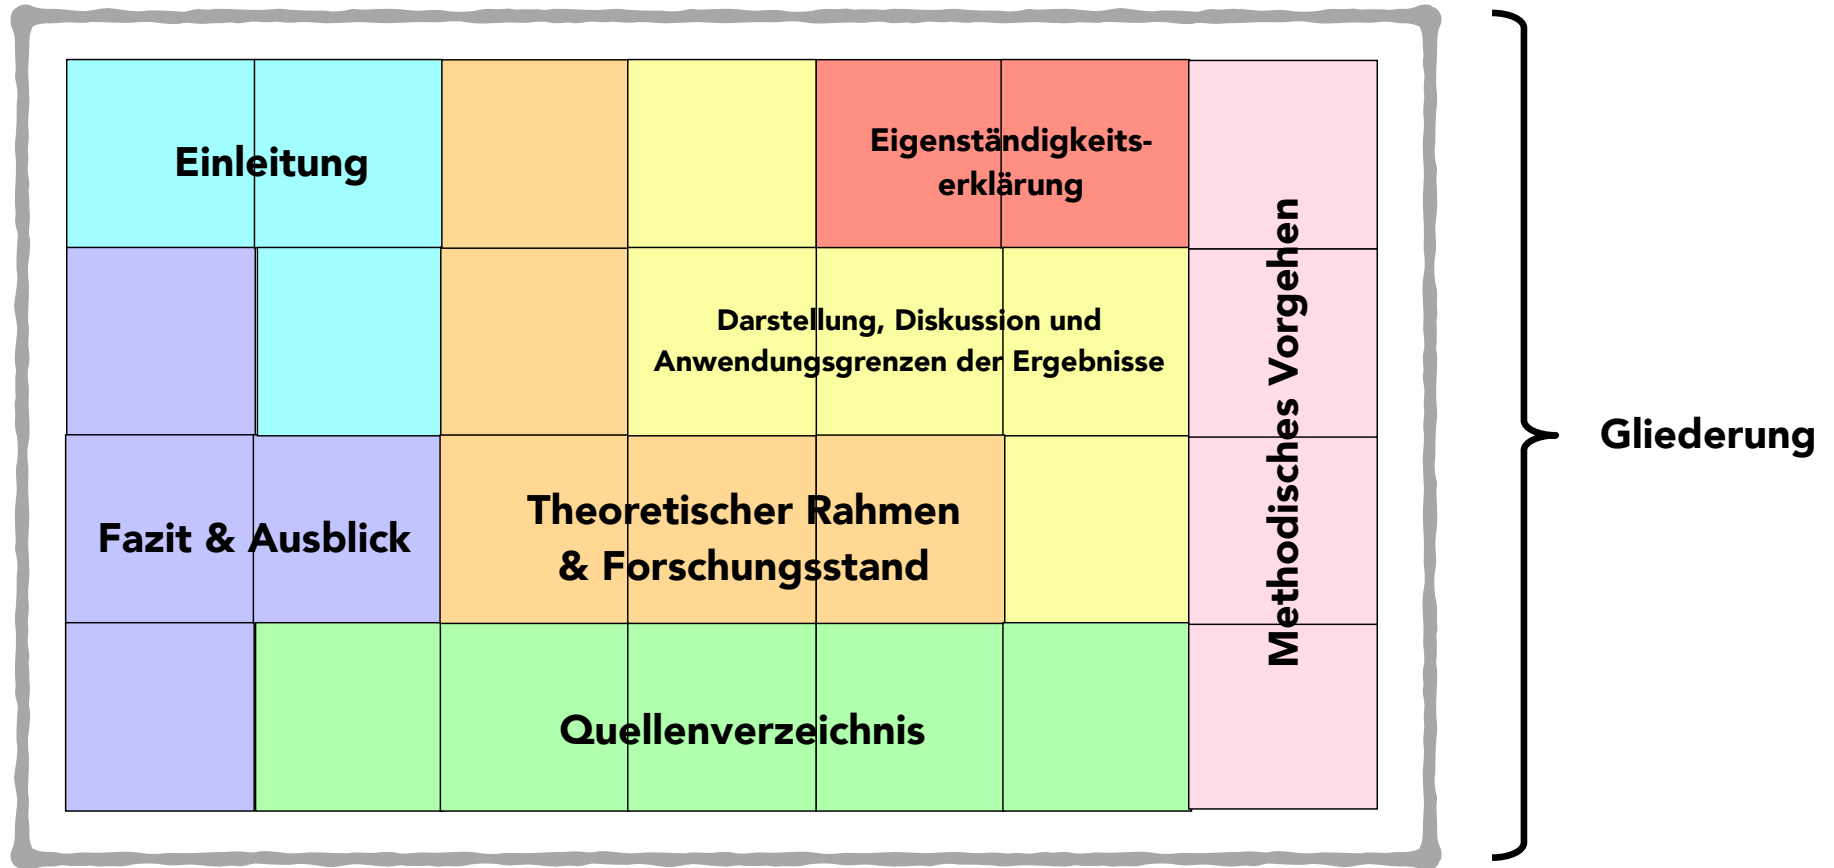 Einleitung
Eigenständigkeits-
erklärung
Darstellung, Diskussion und
Anwendungsgrenzen der Ergebnisse
Methodisches Vorgehen
Gliederung
Fazit & Ausblick
Theoretischer Rahmen
& Forschungsstand
Quellenverzeichnis